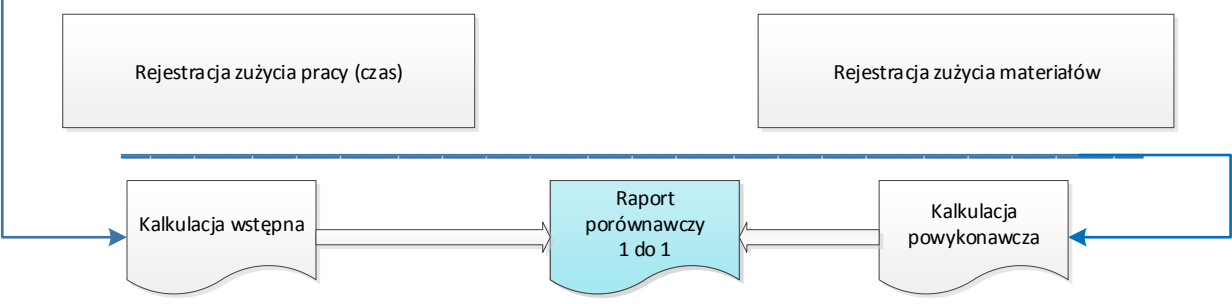 Rejestracja zużycia pracy (czas)
Rejestracja zużycia materiałów
Kalkulacja wstępna
Raport
porównawczy
1 do 1
Kalkulacja
powykonawcza